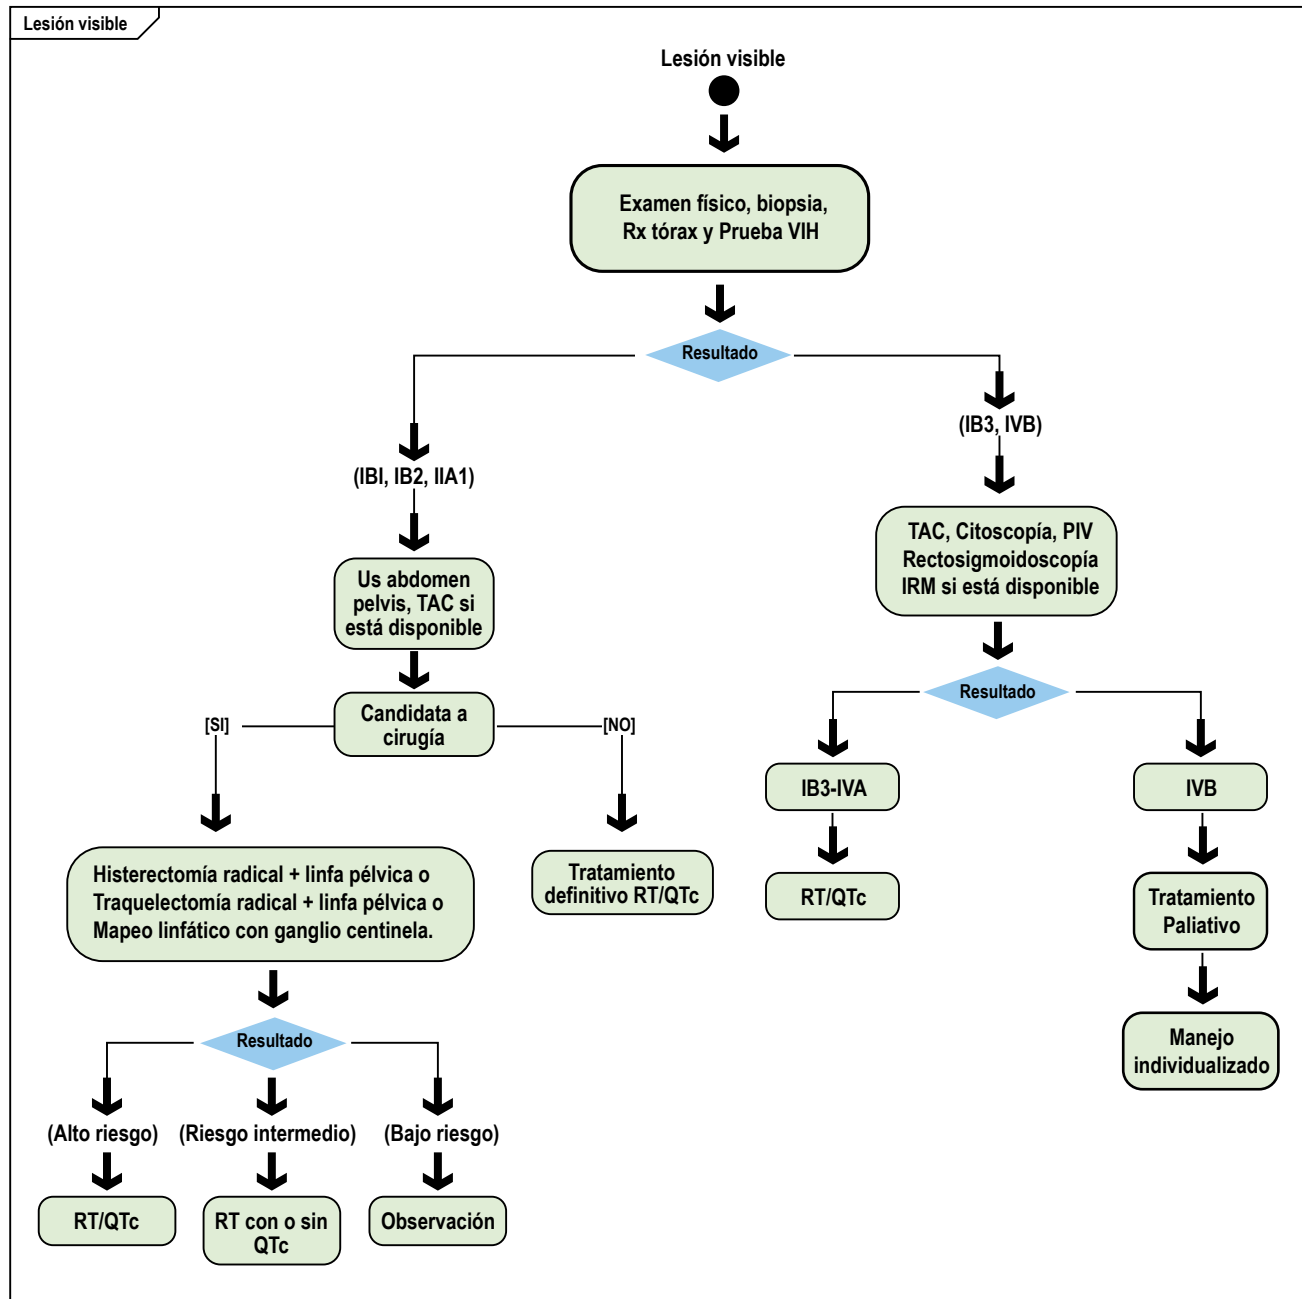 Lesión visible
Lesión visible
Examen físico, biopsia,
Rx tórax y Prueba VIH
Resultado
(IBI, IB2, IIA1)
Us abdomen
pelvis, TAC si
está disponible
Candidata a
cirugía
[SI]
[NO]
Histerectomía radical + linfa pélvica o
Traquelectomía radical + linfa pélvica o
Mapeo linfático con ganglio centinela.
Tratamiento
definitivo RT/QTc
Resultado
(Alto riesgo)
(Riesgo intermedio)
(Bajo riesgo)
RT/QTc
RT con o sin
QTc
Observación
(IB3, IVB)
TAC, Citoscopía, PIV
Rectosigmoidoscopía
IRM si está disponible
Resultado
IB3-IVA
RT/QTc
IVB
Tratamiento
Paliativo
Manejo
individualizado